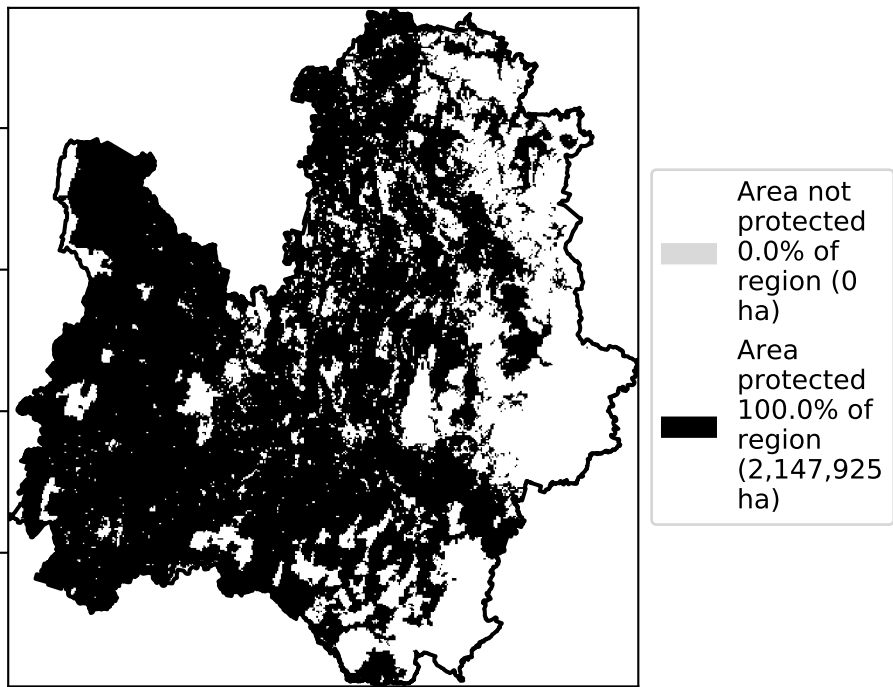 Area not
protected
0.0% of
region (0
ha)
Area
protected
100.0% of
region
(2,147,925
ha)